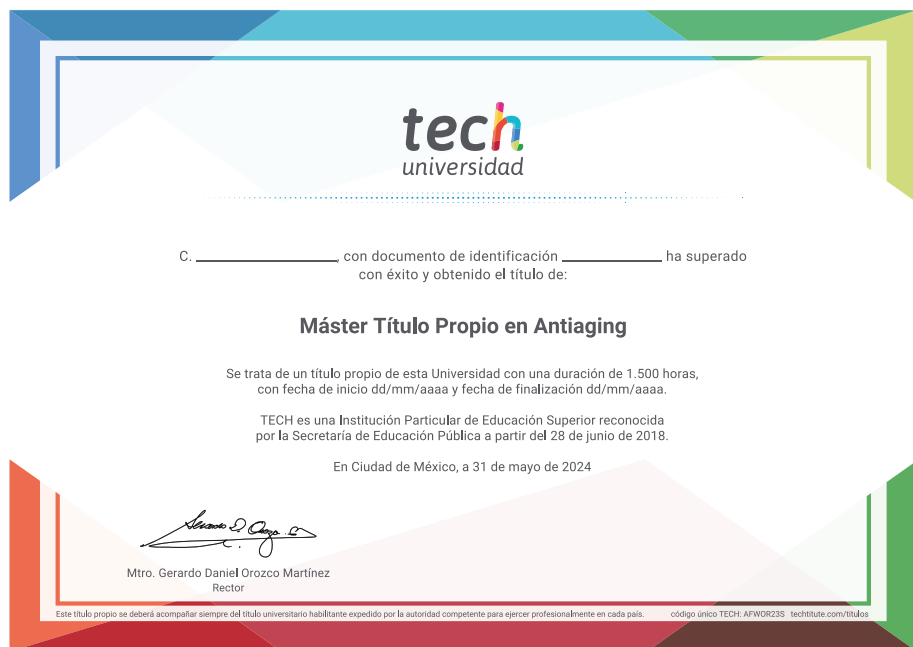 tech
universidad
C. ____________________, con documento de identificación ______________ ha superado
con éxito y obtenido el título de:
Máster Título Propio en Antiaging
Se trata de un título propio de esta Universidad con una duración de 1.500 horas,
con fecha de inicio dd/mm/aaaa y fecha de finalización dd/mm/aaaa.
TECH es una Institución Particular de Educación Superior reconocida
por la Secretaría de Educación Pública a partir del 28 de junio de 2018.
En Ciudad de México, a 31 de mayo de 2024
Mtro. Gerardo Daniel Orozco Martínez
Rector
Este título propio se deberá acompañar siempre del título universitario habilitante expedido por la autoridad competente para ejercer profesionalmente en cada país. código único TECH: AFWOR23S techtitute.com/titulos